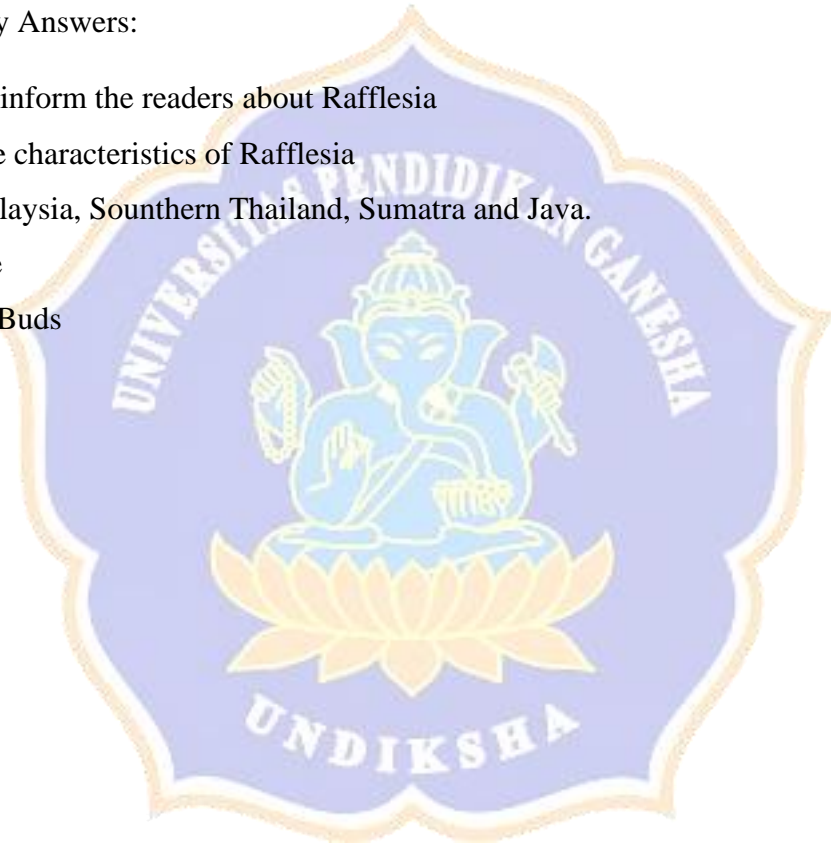 y Answers:
inform the readers about Rafflesia
e characteristics of Rafflesia
laysia, Sounthern Thailand, Sumatra and Java.
e
Buds
UNIVERSITAS PENDIDIKAN GANESHA
UNDIKSHA